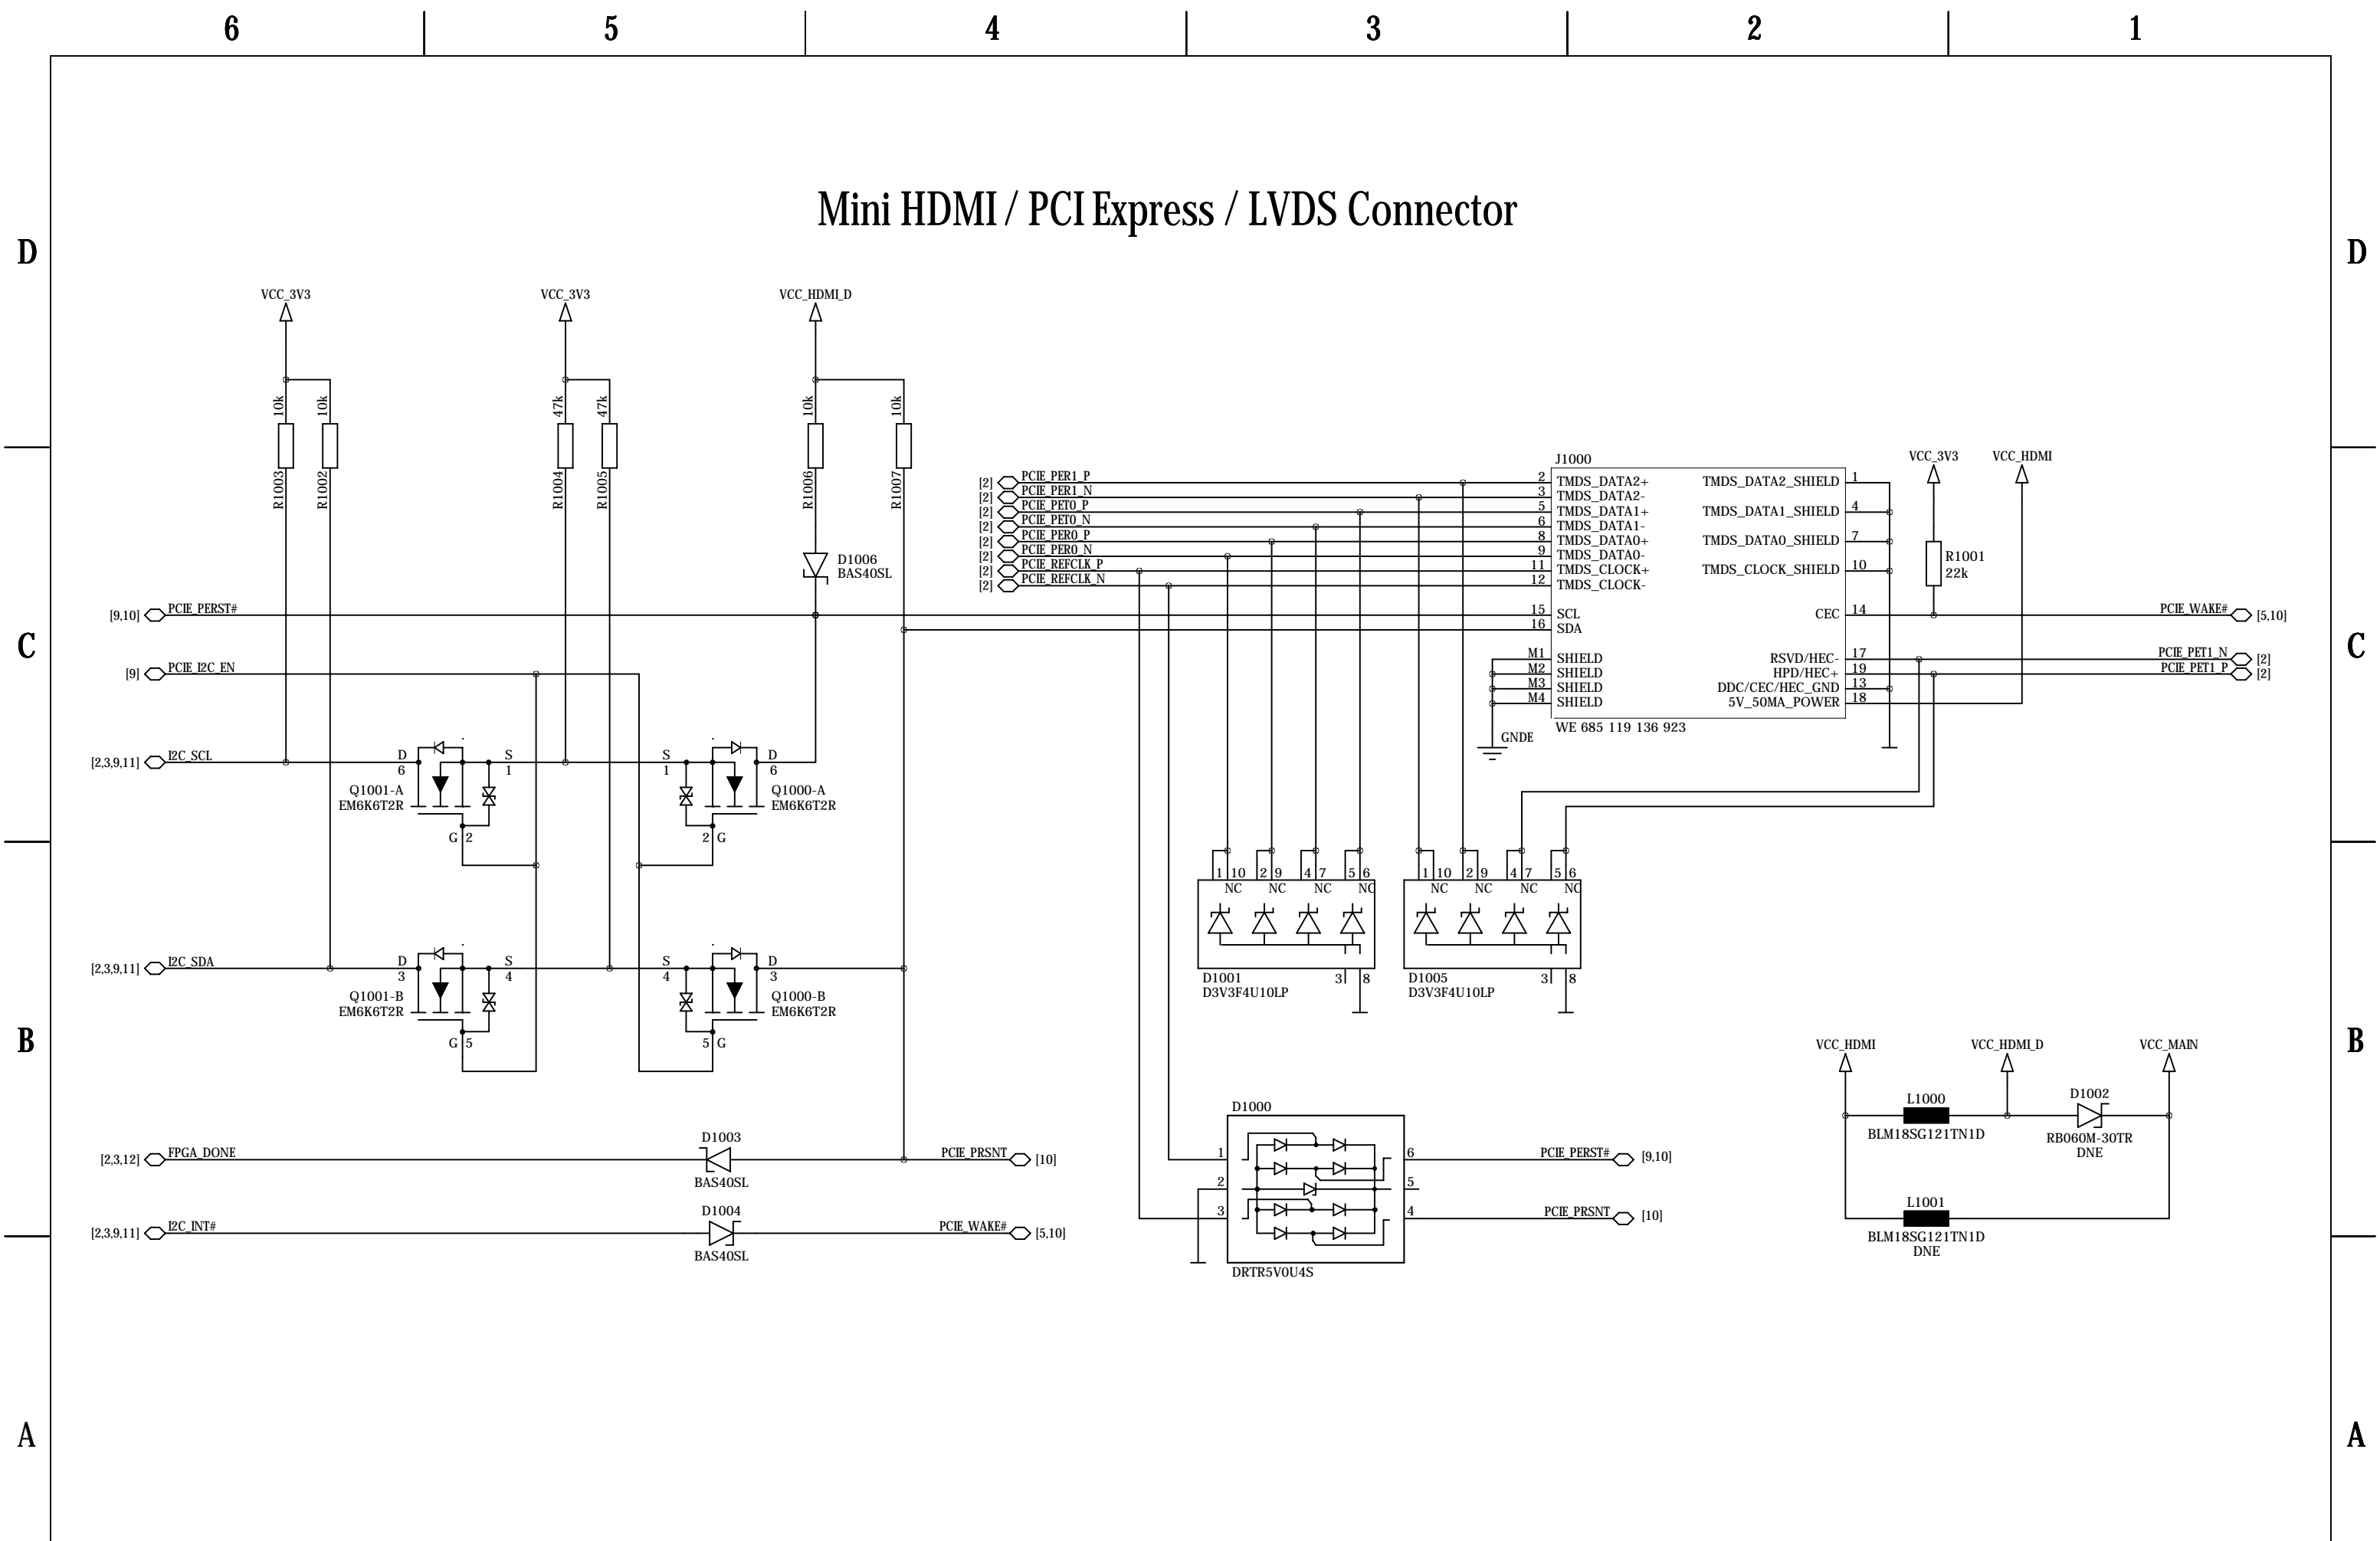 6 5 4 3 2 1
Mini HDMI / PCI Express / LVDS Connector
D D
VCC_3V3 VCC_3V3 VCC_HDMI_D
10k 10k 47k 47k 10k 10k
R1003 R1002 R1004 R1005 R1006 R1007
J1000 VCC_3V3 VCC_HDMI
[2] PCIE_PER1_P 2 TMDS_DATA2+ TMDS_DATA2_SHIELD 1
[2] PCIE_PER1_N 3 TMDS_DATA2-
[2] PCIE_PET0_P 5 TMDS_DATA1+ TMDS_DATA1_SHIELD 4
[2] PCIE_PET0_N 6 TMDS_DATA1-
[2] PCIE_PER0_P 8 TMDS_DATA0+ TMDS_DATA0_SHIELD 7
[2] PCIE_PER0_N 9 TMDS_DATA0-
[2] PCIE_REFCLK_P 11 TMDS_CLOCK+ TMDS_CLOCK_SHIELD 10
[2] PCIE_REFCLK_N 12 TMDS_CLOCK-
R1001
22k
D1006
BAS40SL
[9,10] PCIE_PERST# 15 SCL CEC 14 PCIE_WAKE# [5,10]
16 SDA
C C
M1 SHIELD RSVD/HEC- 17 PCIE_PET1_N [2]
[9] PCIE_I2C_EN M2 SHIELD HPD/HEC+ 19 PCIE_PET1_P [2]
M3 SHIELD DDC/CEC/HEC_GND 13
M4 SHIELD 5V_50MA_POWER 18
WE 685 119 136 923
GNDE
[2,3,9,11] I2C_SCL D 6 S 1 S 1 D 6
Q1001-A Q1000-A
EM6K6T2R EM6K6T2R
G 2 2 G
1 10 2 9 4 7 5 6 1 10 2 9 4 7 5 6
NC NC NC NC NC NC NC NC
[2,3,9,11] I2C_SDA D 3 S 4 S 4 D 3
D1001 3 8 D1005 3 8
D3V3F4U10LP D3V3F4U10LP
Q1001-B Q1000-B
EM6K6T2R EM6K6T2R
G 5 5 G
B B
VCC_HDMI VCC_HDMI_D VCC_MAIN
L1000 D1002
BLM18SG121TN1D RB060M-30TR
DNE
D1000
D1003
[2,3,12] FPGA_DONE PCIE_PRSNT [10]
BAS40SL
1 6 PCIE_PERST# [9,10]
2 5
3 4 PCIE_PRSNT [10]
DRTR5V0U4S
D1004
[2,3,9,11] I2C_INT# PCIE_WAKE# [5,10]
BAS40SL
L1001
BLM18SG121TN1D
DNE
A A